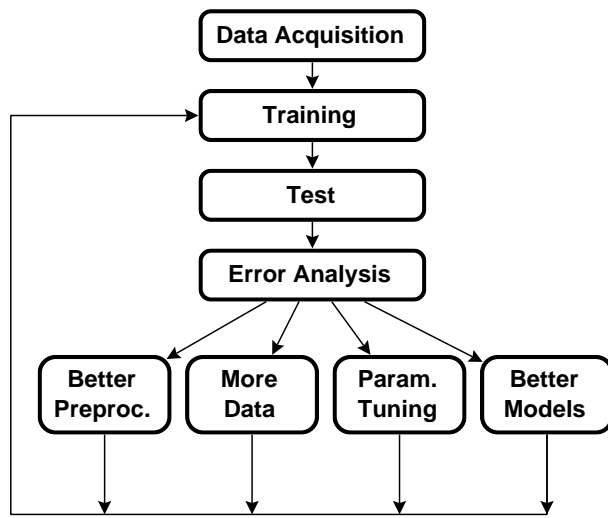 Data Acquisition
Training
Test
Error Analysis
Better
Preproc.
More
Data
Param.
Tuning
Better
Models